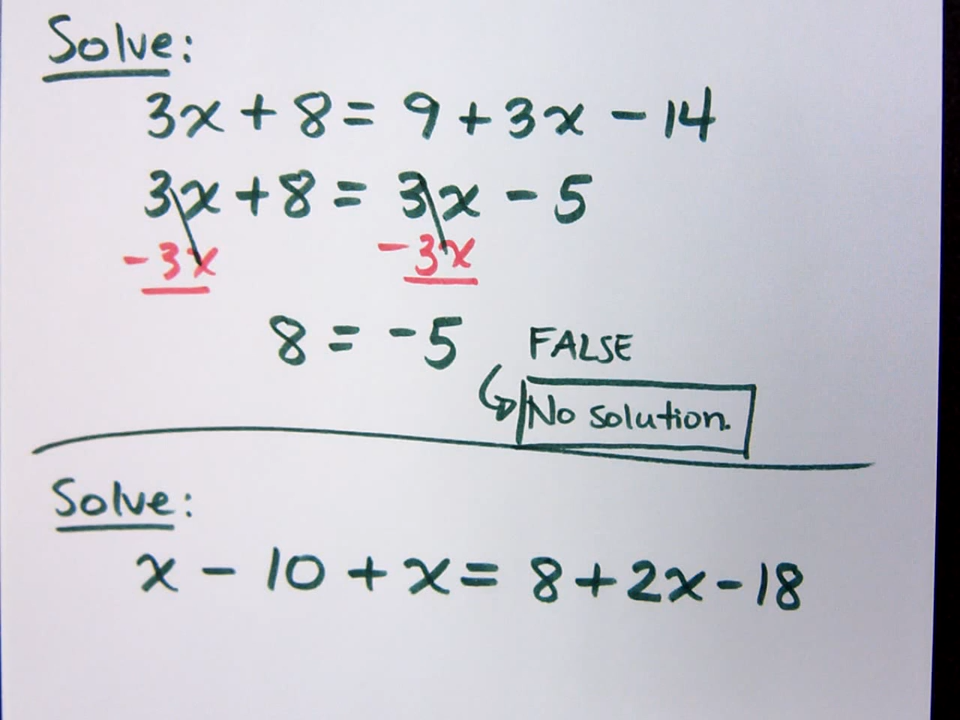 Solve:
3x + 8 = 9 + 3x - 14
3x + 8 = 3x - 5
-3x -3x
8 = -5 FALSE
No solution.
Solve:
x - 10 + x = 8 + 2x - 18